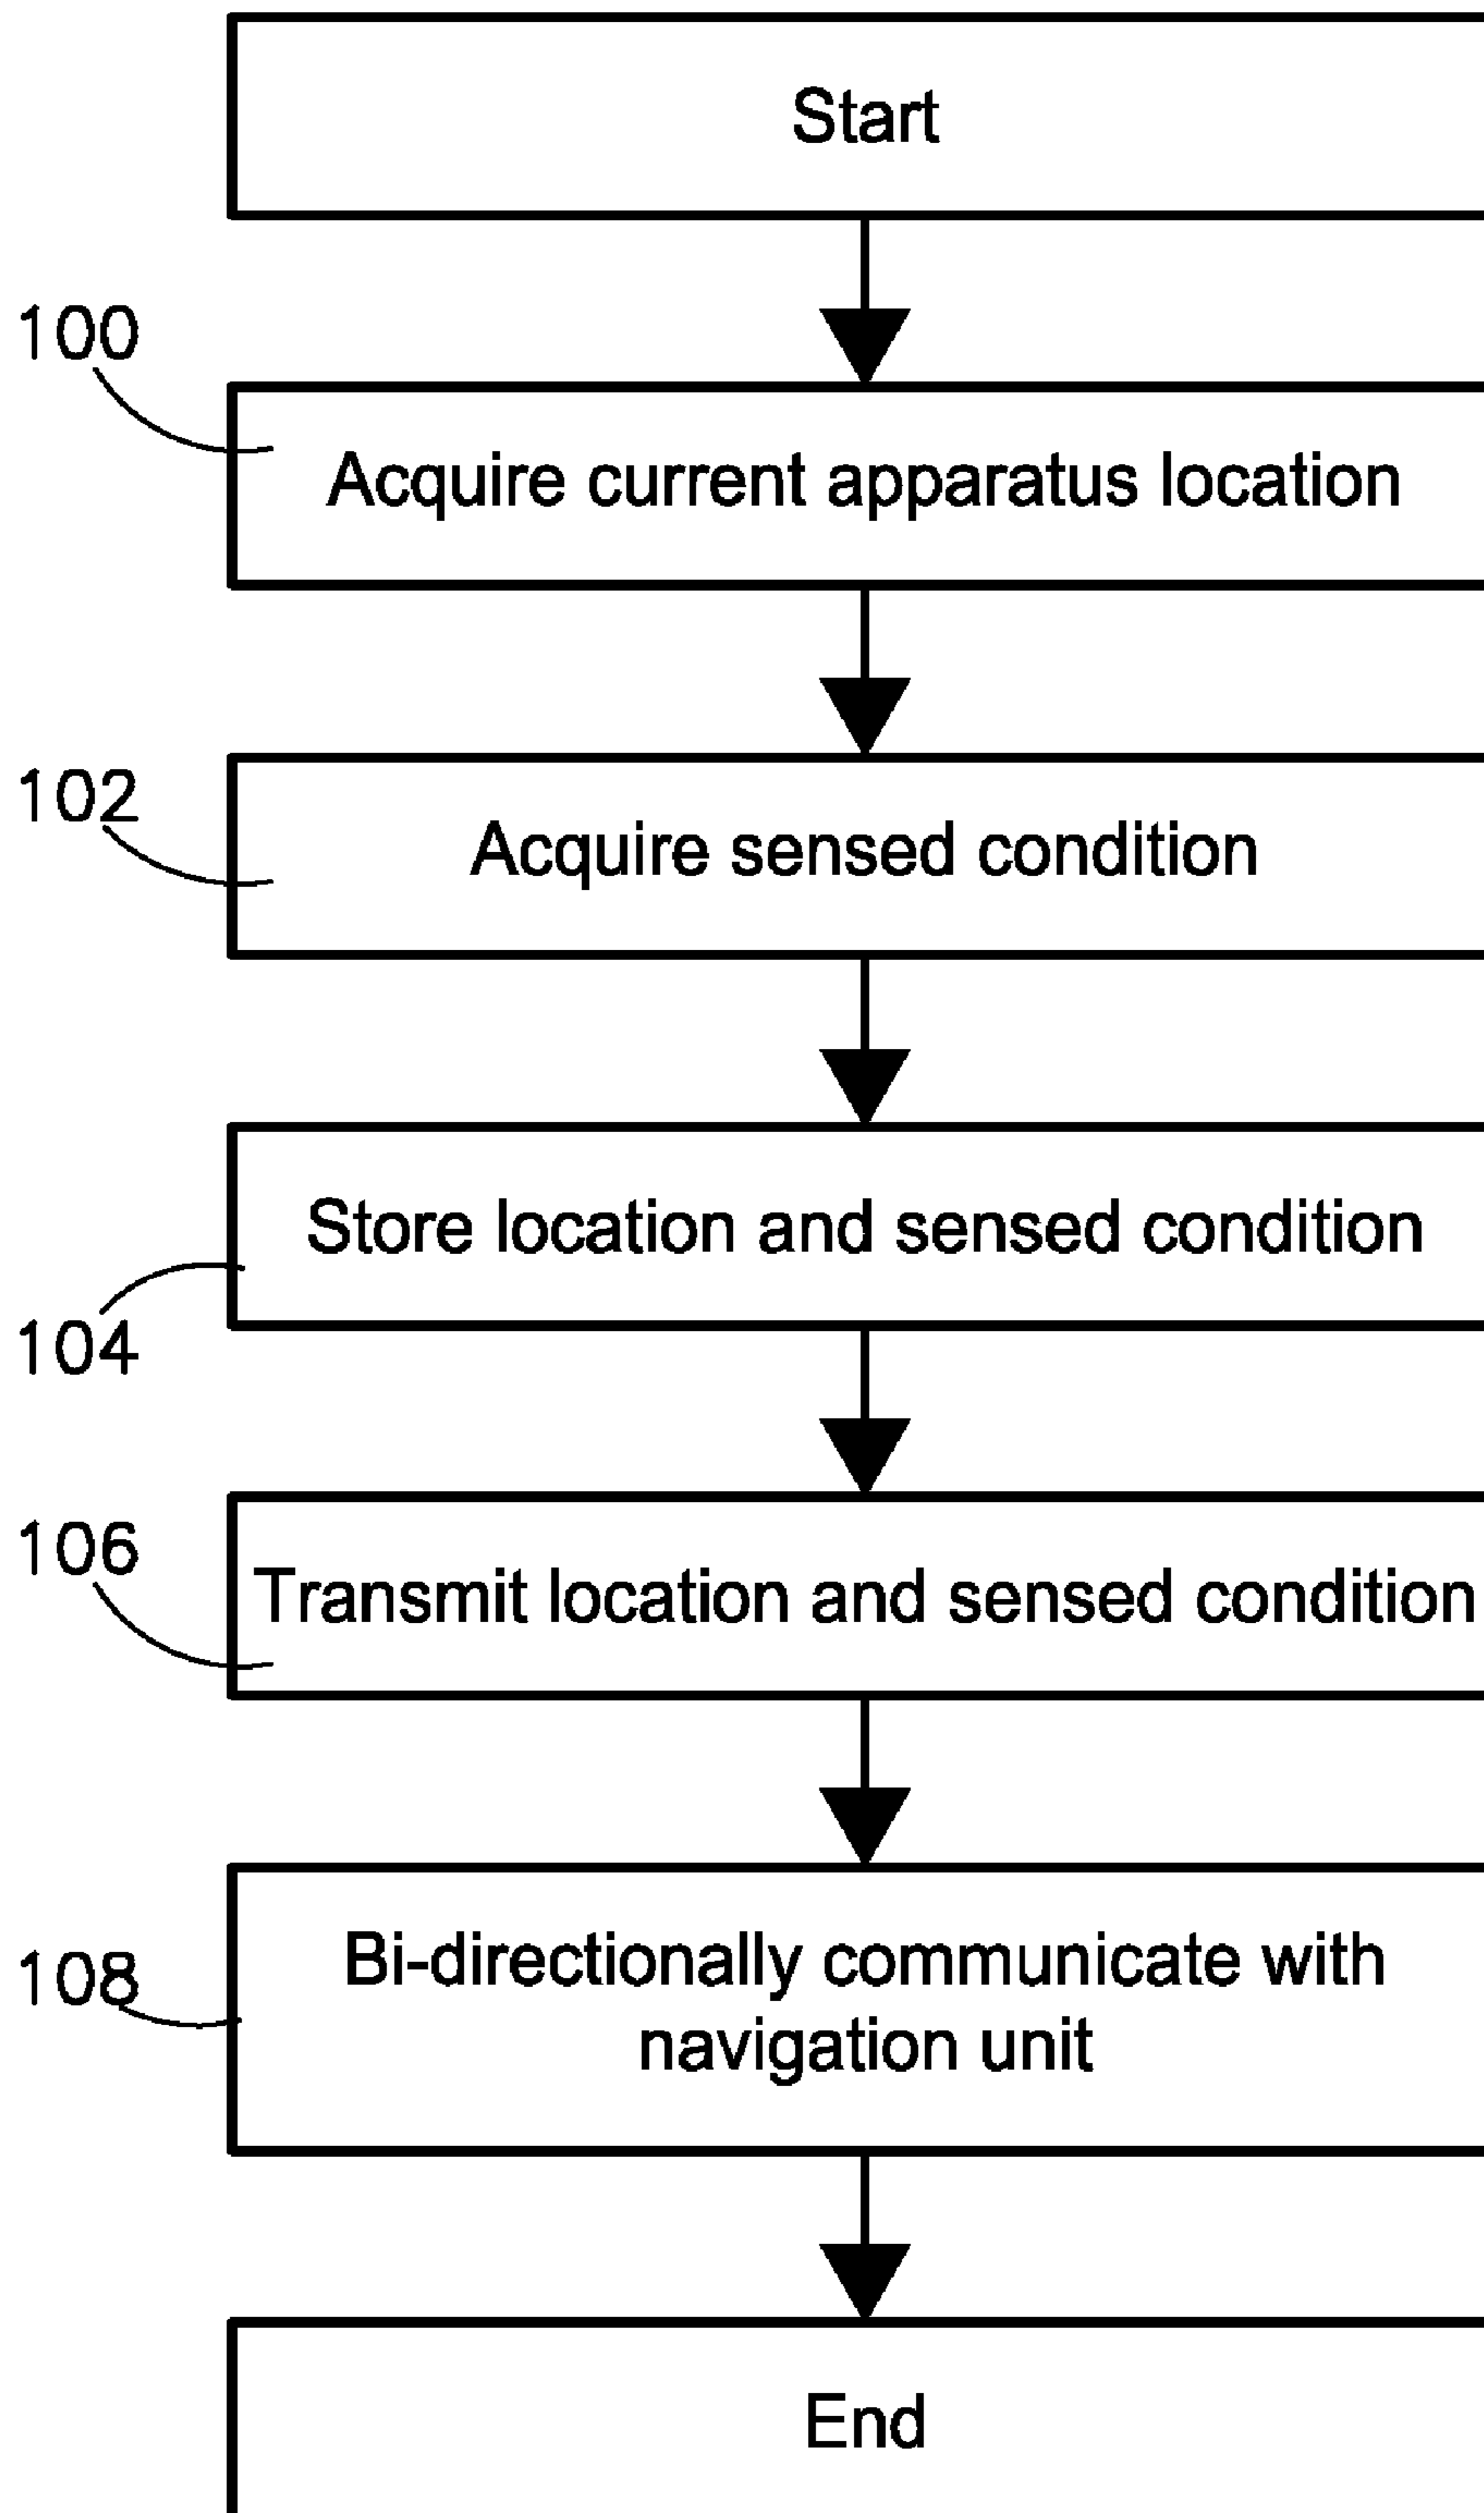 Start
100
Acquire current apparatus location
102
Acquire sensed condition
Store location and sensed condition
104
106
Transmit location and sensed condition
108
Bi-directionally communicate with
navigation unit
End